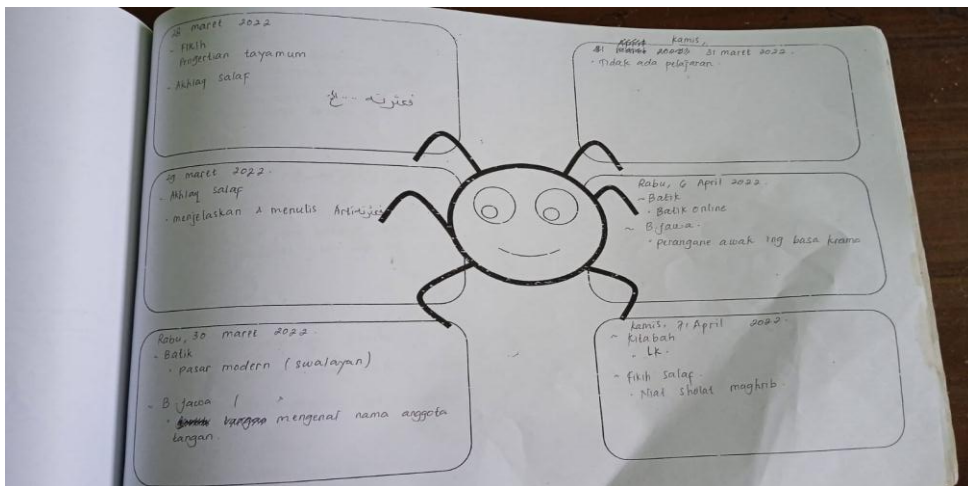 28 maret 2022
- Fikih
Pengertian tayamum
- Akhlaq salaf
فعترته ... الخ
29 maret 2022.
- Akhlaq salaf
· menjelaskan & menulis Arti
Rabu, 30 maret 2022.
- Batik
· pasar modern (swalayan)
- B. jawa
· mengenal nama anggota
tangan.
kamis,
31 maret 2022.
· Tidak ada pelajaran.
Rabu, 6 April 2022.
~ Batik
· Batik online
~ B. jawa.
· perangane awak ing basa krama
kamis, 7, April 2022.
~ kitabah
· LK.
~ fikih salaf.
· Niat sholat maghrib.